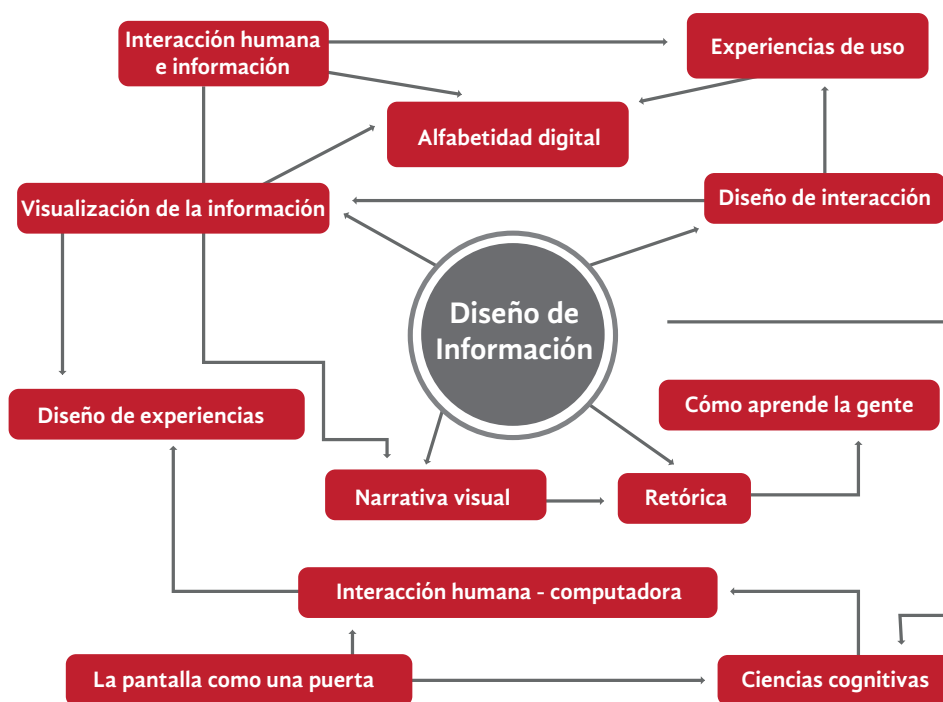 Interacción humana
e información
Experiencias de uso
Alfabetidad digital
Visualización de la información
Diseño de interacción
Diseño de
Información
Diseño de experiencias
Cómo aprende la gente
Narrativa visual
Retórica
Interacción humana - computadora
La pantalla como una puerta
Ciencias cognitivas